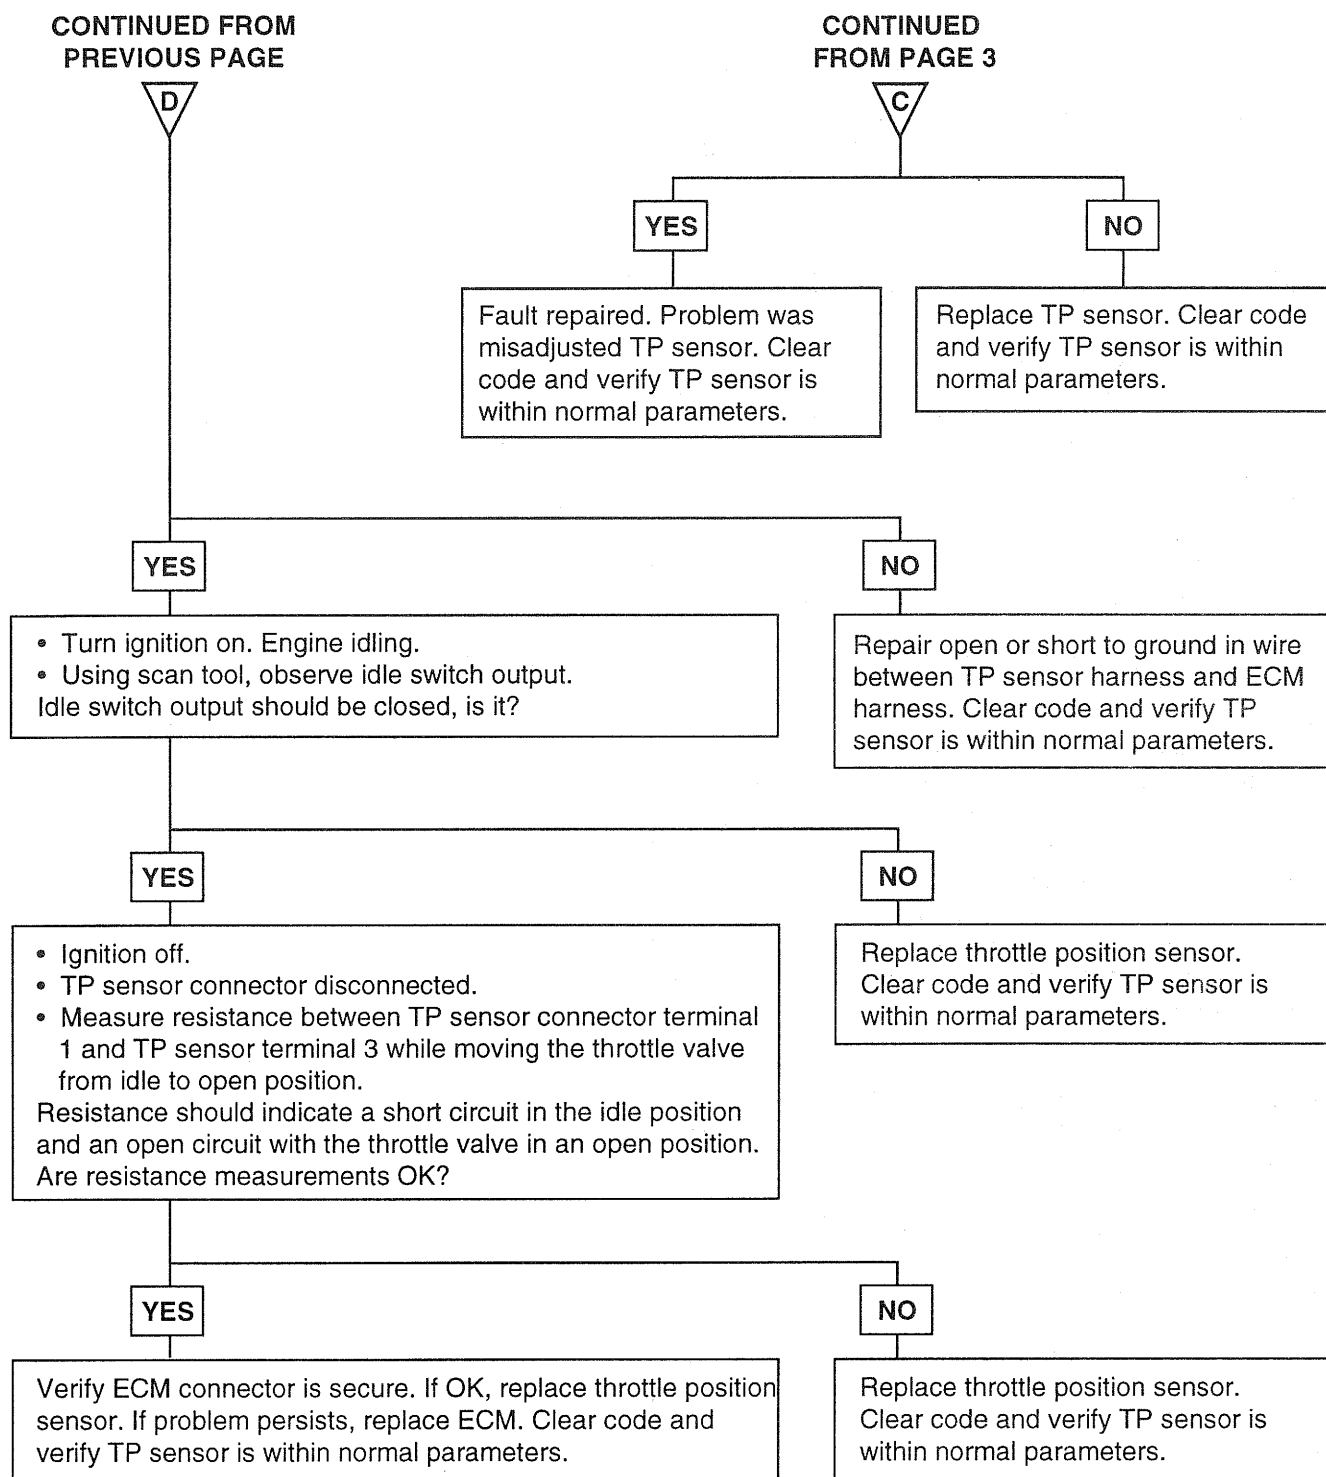 CONTINUED FROM
PREVIOUS PAGE
D
CONTINUED
FROM PAGE 3
C
YES
NO
Fault repaired. Problem was
misadjusted TP sensor. Clear
code and verify TP sensor is
within normal parameters.
Replace TP sensor. Clear code
and verify TP sensor is within
normal parameters.
YES
NO
• Turn ignition on. Engine idling.
• Using scan tool, observe idle switch output.
Idle switch output should be closed, is it?
Repair open or short to ground in wire
between TP sensor harness and ECM
harness. Clear code and verify TP
sensor is within normal parameters.
YES
NO
• Ignition off.
• TP sensor connector disconnected.
• Measure resistance between TP sensor connector terminal
1 and TP sensor terminal 3 while moving the throttle valve
from idle to open position.
Resistance should indicate a short circuit in the idle position
and an open circuit with the throttle valve in an open position.
Are resistance measurements OK?
Replace throttle position sensor.
Clear code and verify TP sensor is
within normal parameters.
YES
NO
Verify ECM connector is secure. If OK, replace throttle position
sensor. If problem persists, replace ECM. Clear code and
verify TP sensor is within normal parameters.
Replace throttle position sensor.
Clear code and verify TP sensor is
within normal parameters.